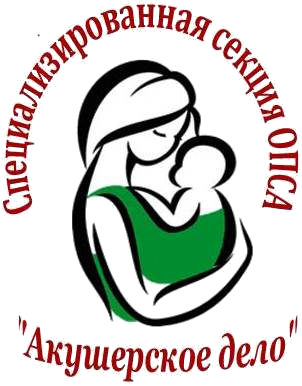 Специализированная секция ОПСА
"Акушерское дело"